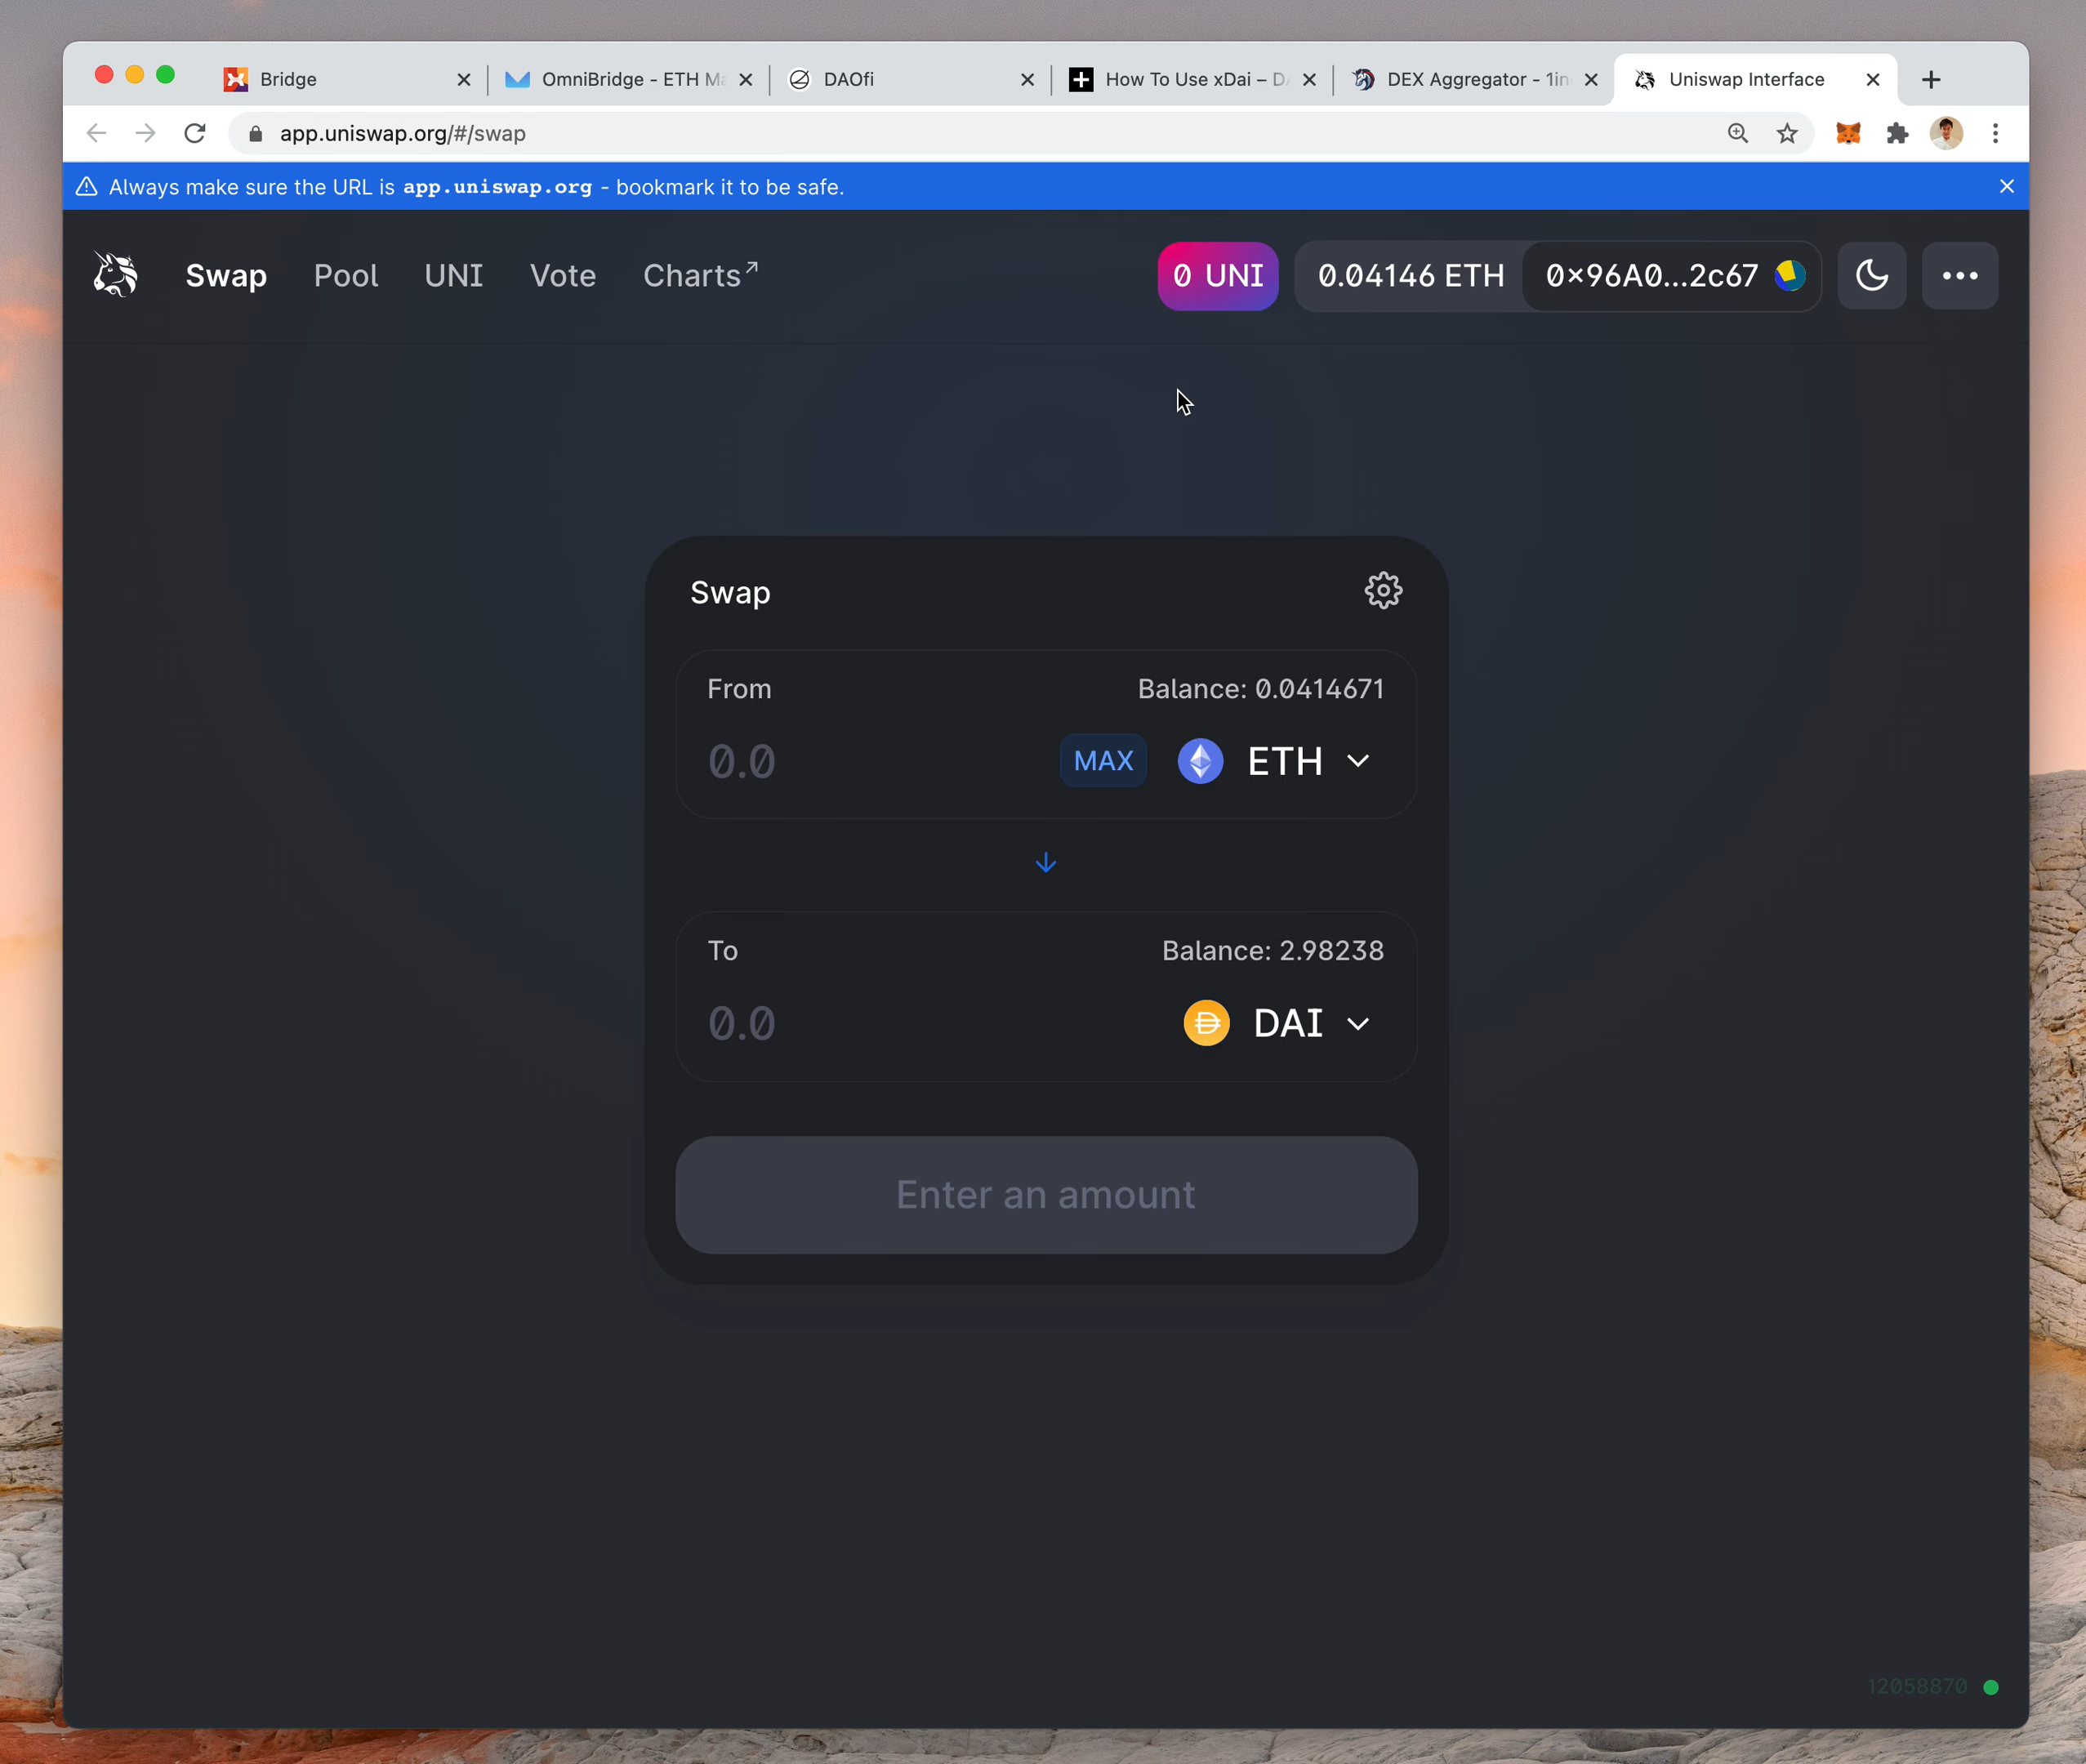 Bridge
OmniBridge - ETH Ma
DAOfi
How To Use xDai – D
DEX Aggregator - 1in
Uniswap Interface
app.uniswap.org/#/swap
Always make sure the URL is app.uniswap.org - bookmark it to be safe.
Swap Pool UNI Vote Charts↗ 0 UNI 0.04146 ETH 0×96A0...2c67
Swap
From Balance: 0.0414671
0.0 MAX ETH
To Balance: 2.98238
0.0 DAI
Enter an amount
12058870